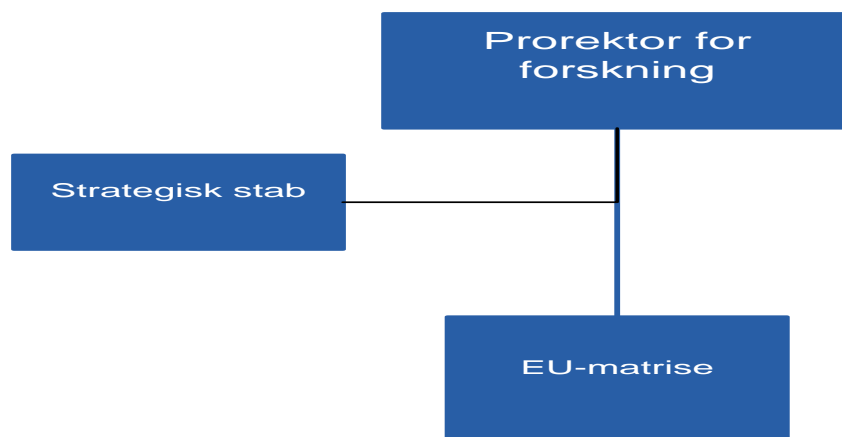 Prorektor for
forskning
Strategisk stab
EU-matrise